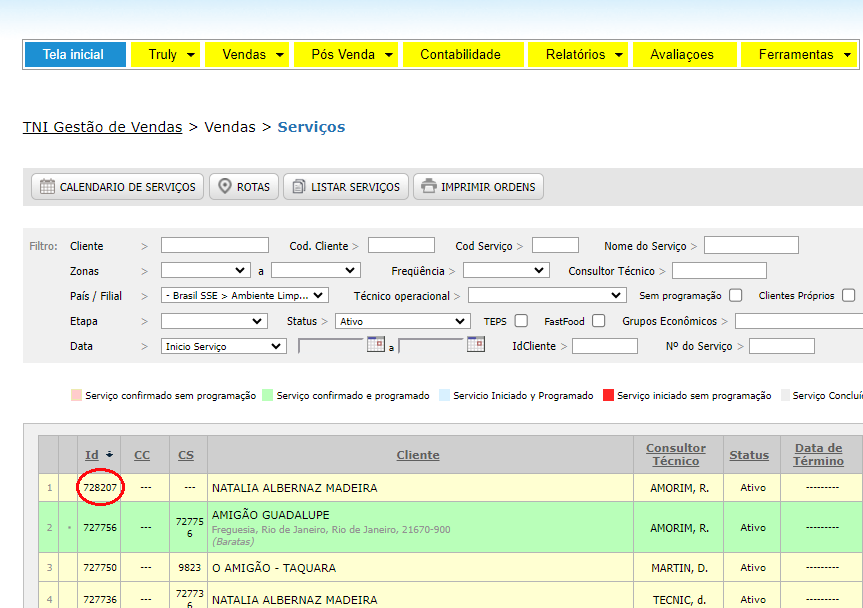 Tela inicial Truly Vendas Pós Venda Contabilidade Relatórios Avaliaçoes Ferramentas
TNI Gestão de Vendas > Vendas > Serviços
CALENDARIO DE SERVIÇOS ROTAS LISTAR SERVIÇOS IMPRIMIR ORDENS
Filtro: Cliente > Cod. Cliente > Cod Serviço > Nome do Serviço >
Zonas > a Freqüência > Consultor Técnico >
País / Filial > - Brasil SSE > Ambiente Limp... Técnico operacional > Sem programação Clientes Próprios
Etapa > Status > Ativo TEPS FastFood Grupos Econômicos >
Data > Inicio Serviço a IdCliente > Nº do Serviço >
Serviço confirmado sem programação Serviço confirmado e programado Servicio Iniciado y Programado Serviço iniciado sem programação Serviço Concluí
Id CC CS Cliente Consultor Técnico Status Data de Término
1 728207 --- --- NATALIA ALBERNAZ MADEIRA AMORIM, R. Ativo ---------
2 727756 --- 727756 AMIGÃO GUADALUPE AMORIM, R. Ativo ---------
Freguesia, Rio de Janeiro, Rio de Janeiro, 21670-900
(Baratas)
3 727750 --- 9823 O AMIGÃO - TAQUARA MARTIN, D. Ativo ---------
4 727736 --- 727736 NATALIA ALBERNAZ MADEIRA TECNIC, d. Ativo ---------